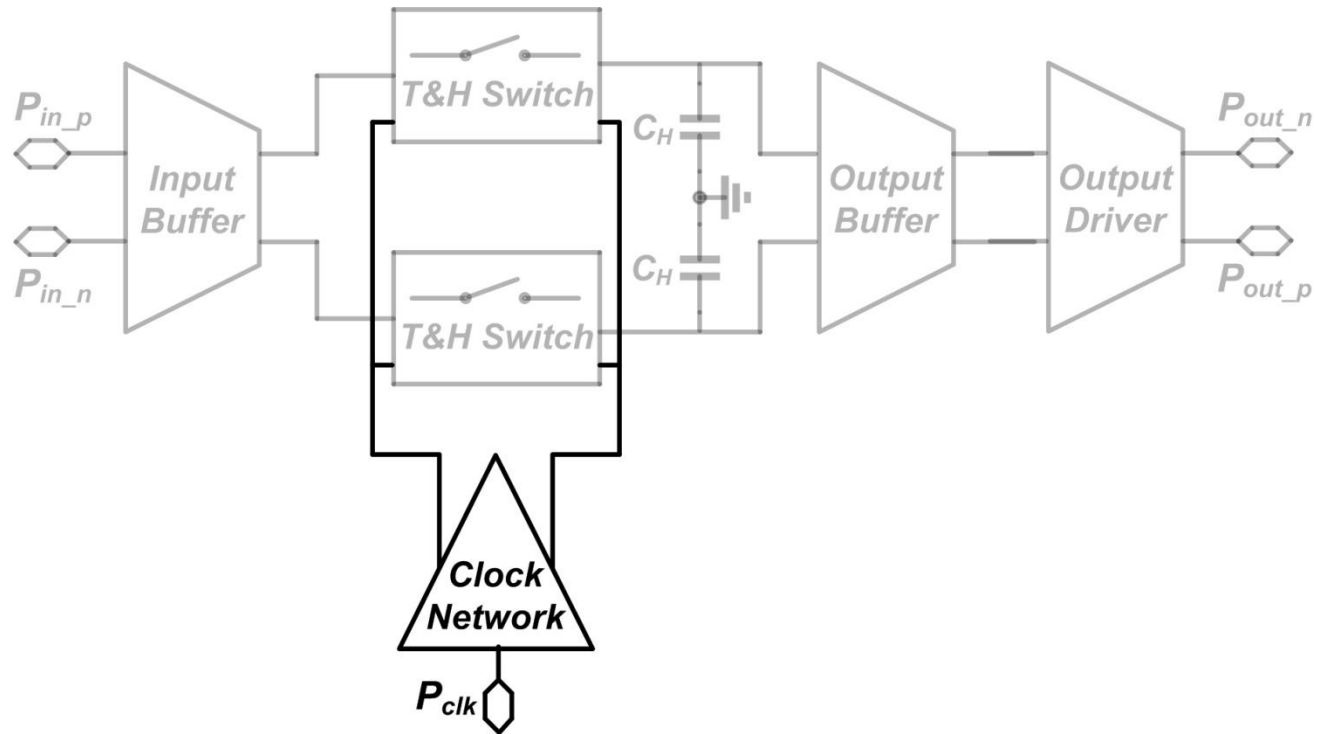 T&H Switch
P_in_p
C_H
P_out_n
Input
Buffer
Output
Buffer
Output
Driver
P_in_n
C_H
P_out_p
T&H Switch
Clock
Network
P_clk